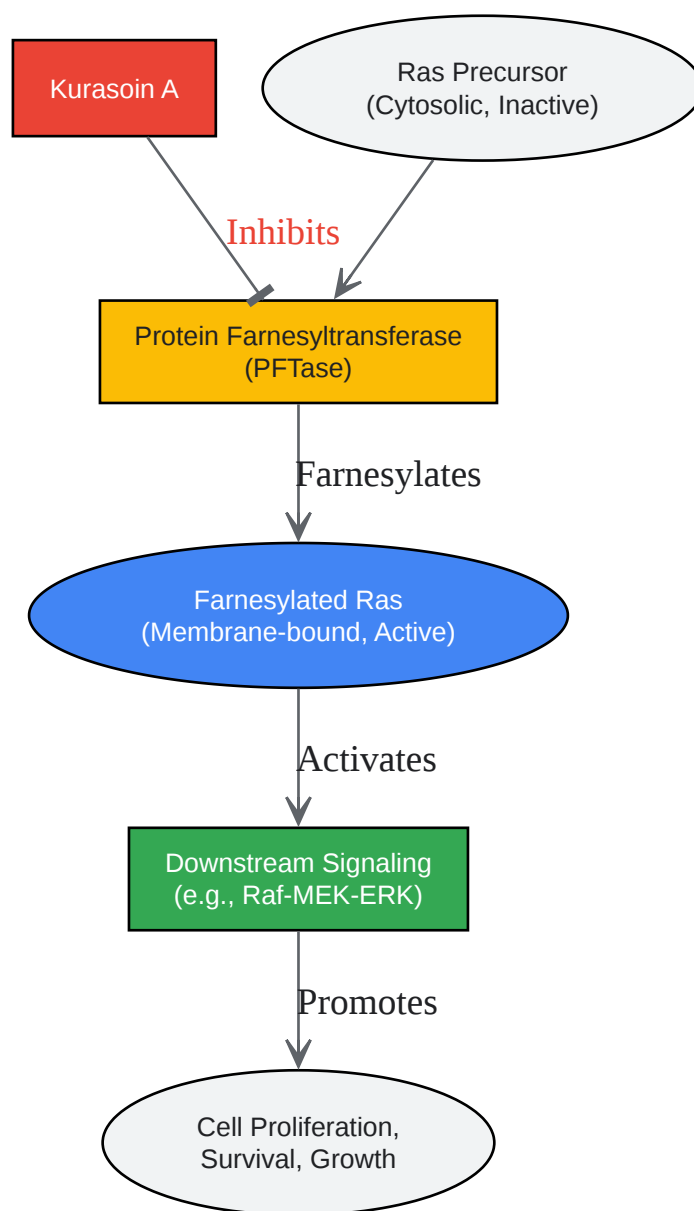 Kurasoin A
Ras Precursor
(Cytosolic, Inactive)
Inhibits
Protein Farnesyltransferase
(PFTase)
Farnesylates
Farnesylated Ras
(Membrane-bound, Active)
Activates
Downstream Signaling
(e.g., Raf-MEK-ERK)
Promotes
Cell Proliferation,
Survival, Growth